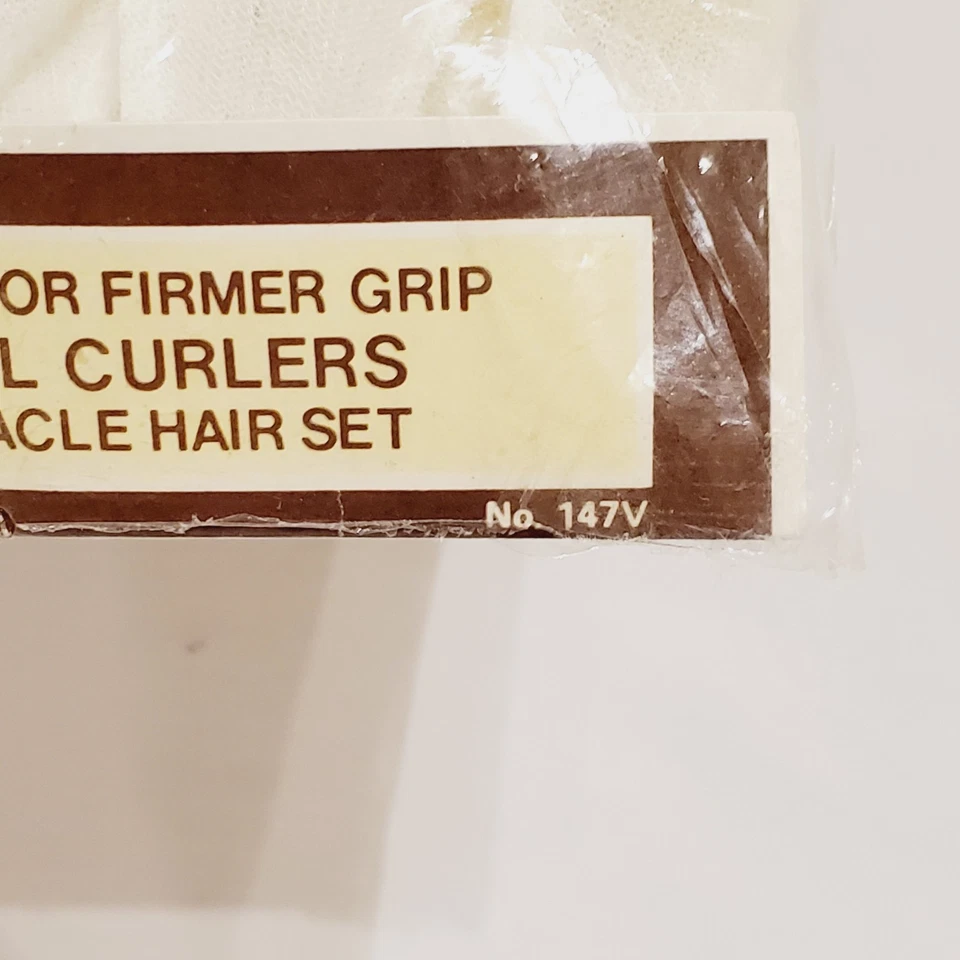 OR FIRMER GRIP
L CURLERS
ACLE HAIR SET
No. 147V